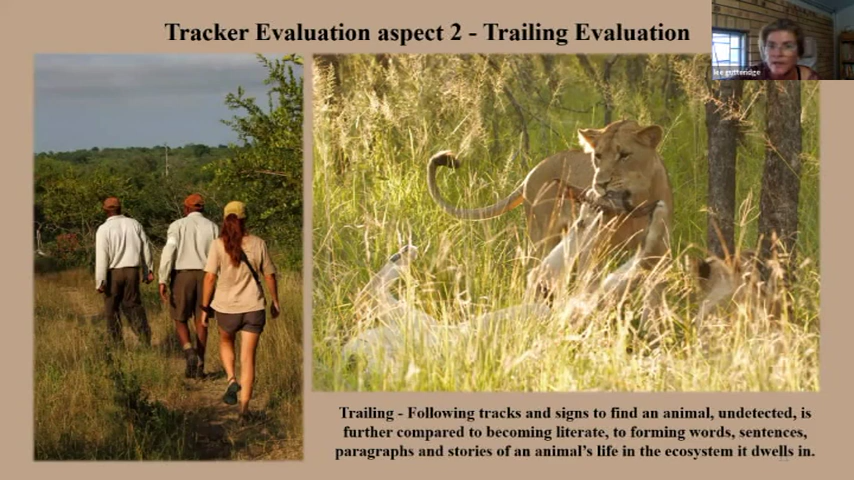 Tracker Evaluation aspect 2 - Trailing Evaluation
lee gutteridge
Trailing - Following tracks and signs to find an animal, undetected, is
further compared to becoming literate, to forming words, sentences,
paragraphs and stories of an animal's life in the ecosystem it dwells in.